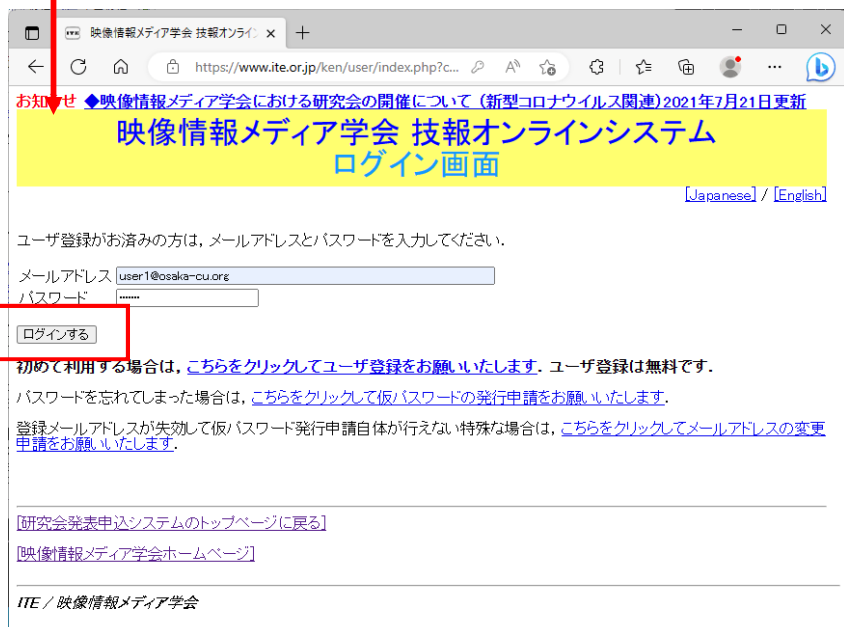 ITE 映像情報メディア学会 技報オンライン
https://www.ite.or.jp/ken/user/index.php?c...
お知らせ ◆映像情報メディア学会における研究会の開催について（新型コロナウイルス関連）2021年7月21日更新
映像情報メディア学会 技報オンラインシステム
ログイン画面
[Japanese] / [English]
ユーザ登録がお済みの方は，メールアドレスとパスワードを入力してください．
メールアドレス user1@osaka-cu.org
パスワード ･･･････
ログインする
初めて利用する場合は，こちらをクリックしてユーザ登録をお願いいたします．ユーザ登録は無料です．
パスワードを忘れてしまった場合は，こちらをクリックして仮パスワードの発行申請をお願いいたします．
登録メールアドレスが失効して仮パスワード発行申請自体が行えない特殊な場合は，こちらをクリックしてメールアドレスの変更
申請をお願いいたします．
[研究会発表申込システムのトップページに戻る]
[映像情報メディア学会ホームページ]
ITE / 映像情報メディア学会